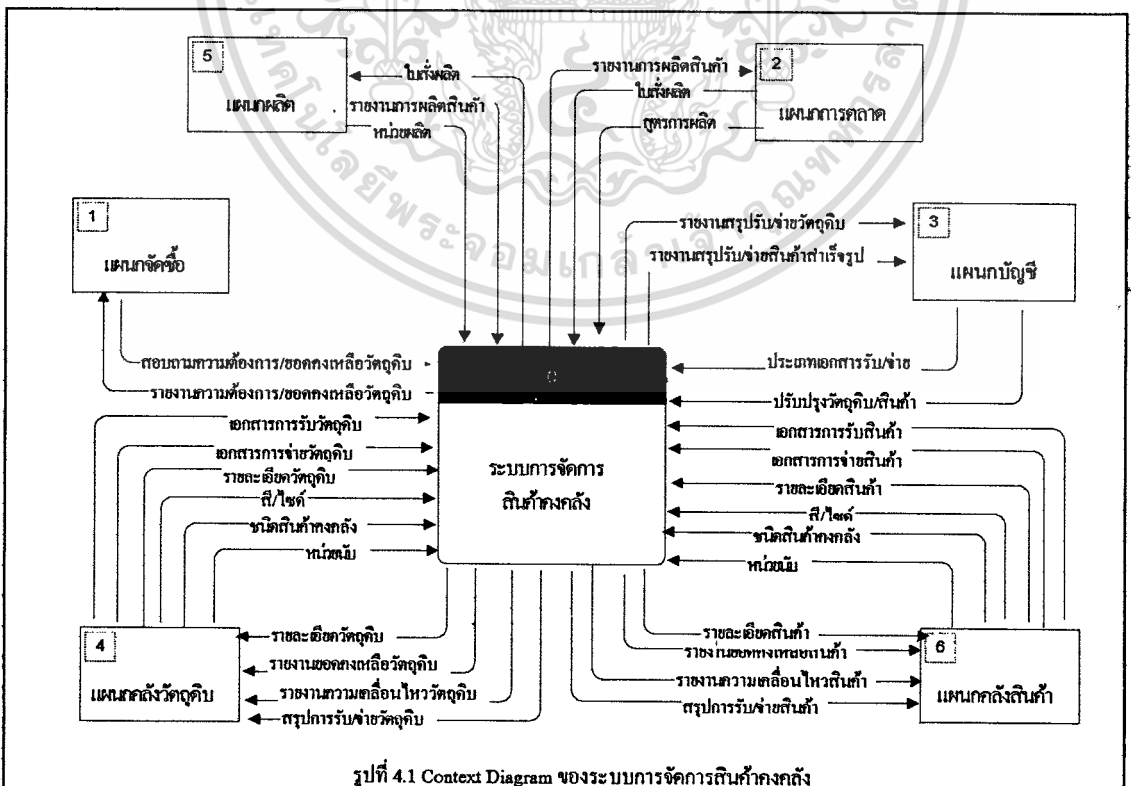 5
แผนกผลิต
ใบสั่งผลิต
รายงานการผลิตสินค้า
หน่วยผลิต
รายงานการผลิตสินค้า
ใบสั่งผลิต
สูตรการผลิต
2
แผนกการตลาด
1
แผนกจัดซื้อ
รายงานสรุปรับ/จ่ายวัตถุดิบ
รายงานสรุปรับ/จ่ายสินค้าสำเร็จรูป
3
แผนกบัญชี
สอบถามความต้องการ/ยอดคงเหลือวัตถุดิบ
รายงานความต้องการ/ยอดคงเหลือวัตถุดิบ
เอกสารการรับวัตถุดิบ
เอกสารการจ่ายวัตถุดิบ
รายละเอียดวัตถุดิบ
สี/ไซด์
ชนิดสินค้าคงคลัง
หน่วยนับ
0
ระบบการจัดการ
สินค้าคงคลัง
ประเภทเอกสารรับ/จ่าย
ปรับปรุงวัตถุดิบ/สินค้า
เอกสารการรับสินค้า
เอกสารการจ่ายสินค้า
รายละเอียดสินค้า
สี/ไซด์
ชนิดสินค้าคงคลัง
หน่วยนับ
4
แผนกคลังวัตถุดิบ
รายละเอียดวัตถุดิบ
รายงานยอดคงเหลือวัตถุดิบ
รายงานความเคลื่อนไหววัตถุดิบ
สรุปการรับ/จ่ายวัตถุดิบ
รายละเอียดสินค้า
รายงานยอดคงเหลือสินค้า
รายงานความเคลื่อนไหวสินค้า
สรุปการรับ/จ่ายสินค้า
6
แผนกคลังสินค้า
รูปที่ 4.1 Context Diagram ของระบบการจัดการสินค้าคงคลัง